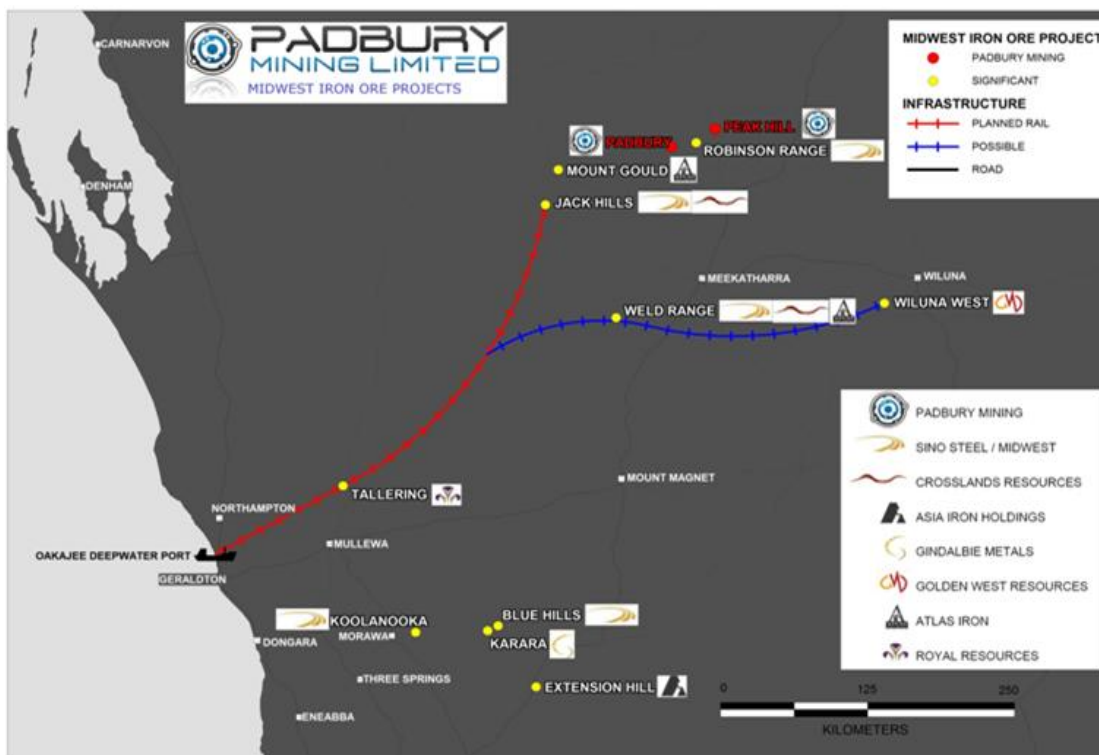 CARNARVON
PADBURY
MINING LIMITED
MIDWEST IRON ORE PROJECTS
MIDWEST IRON ORE PROJECT
PADBURY MINING
SIGNIFICANT
INFRASTRUCTURE
PLANNED RAIL
POSSIBLE
ROAD
PEAK HILL
PADBURY
ROBINSON RANGE
MOUNT GOULD
DENHAM
JACK HILLS
MEEKATHARRA
WILUNA
WILUNA WEST
WELD RANGE
PADBURY MINING
SINO STEEL / MIDWEST
CROSSLANDS RESOURCES
ASIA IRON HOLDINGS
GINDALBIE METALS
GOLDEN WEST RESOURCES
ATLAS IRON
ROYAL RESOURCES
MOUNT MAGNET
TALLERING
NORTHAMPTON
MULLEWA
OAKAJEE DEEPWATER PORT
GERALDTON
BLUE HILLS
KOOLANOOKA
MORAWA
DONGARA
KARARA
THREE SPRINGS
EXTENSION HILL
ENEABBA
0 125 250
KILOMETERS